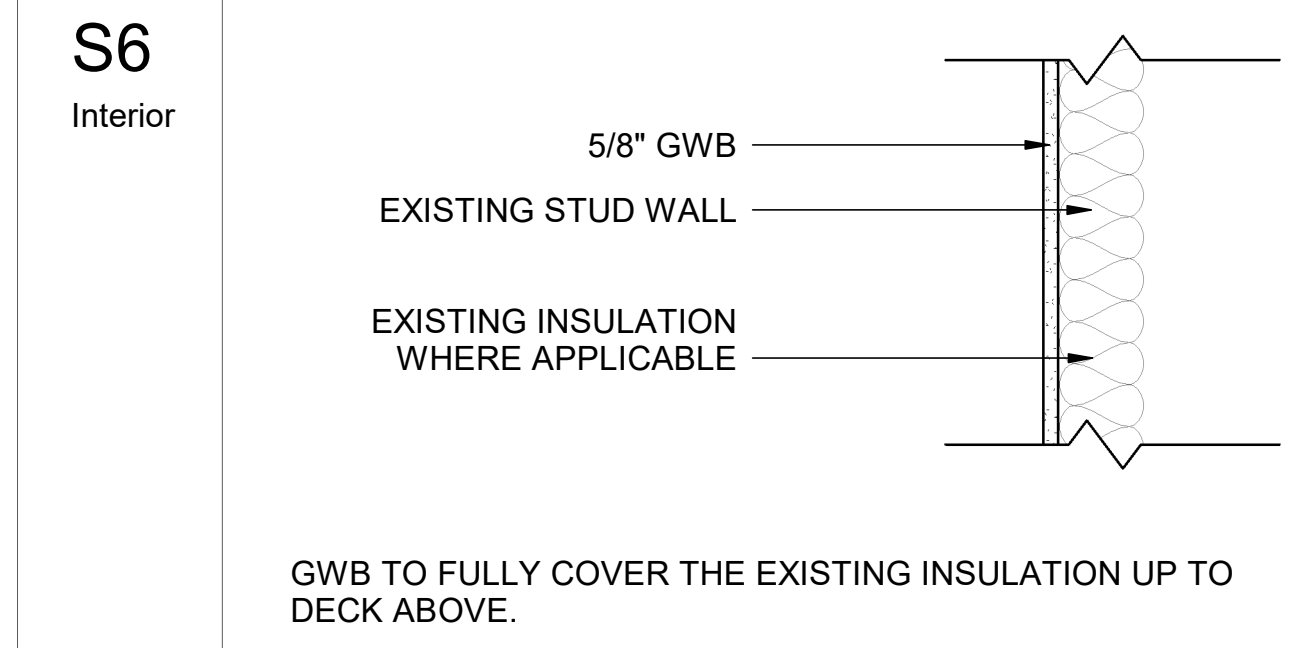 S6
Interior
5/8" GWB
EXISTING STUD WALL
EXISTING INSULATION
WHERE APPLICABLE
GWB TO FULLY COVER THE EXISTING INSULATION UP TO
DECK ABOVE.